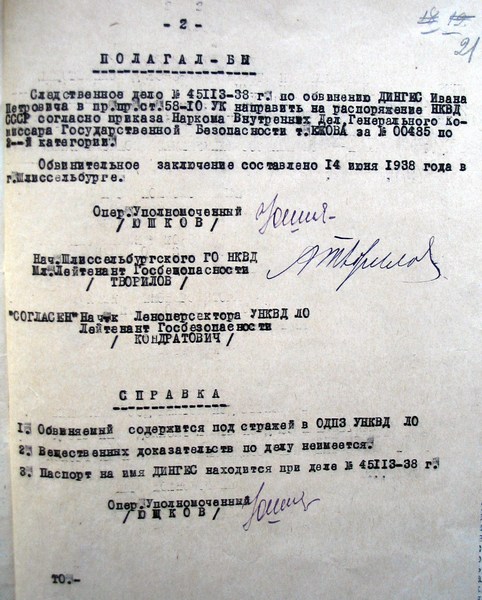 - 2 -
21
ПОЛАГАЛ-БЫ
Следственное дело № 45113-38 г. по обвинению ДИНГЕС Ивана
Петровича в пр.пр.ст.58-10 УК направить на распоряжение НКВД
СССР согласно приказа Наркома Внутренних Дел, Генерального Ко-
миссара Государственной Безопасности т.ЕЖОВА за № 00485 по
-й категории.
Обвинительное заключение составлено 14 июня 1938 года в
г.Шлиссельбурге.
Опер.Уполномоченный
/ЮШКОВ/
Нач.Шлиссельбургского ГО НКВД
Мл.Лейтенант Госбезопасности
/ ТВОРИЛОВ /
"СОГЛАСЕН" Нач-к Леноперсектора УНКВД ЛО
Лейтенант Госбезопасности
/ КОНДРАТОВИЧ /
СПРАВКА
1. Обвиняемый содержится под стражей в ОДПЗ УНКВД ЛО
2. Вещественных доказательств по делу неимеется.
3. Паспорт на имя ДИНГЕС находится при деле № 45113-38 г.
Опер.Уполномоченный
/ ЮШКОВ /
ТО.-